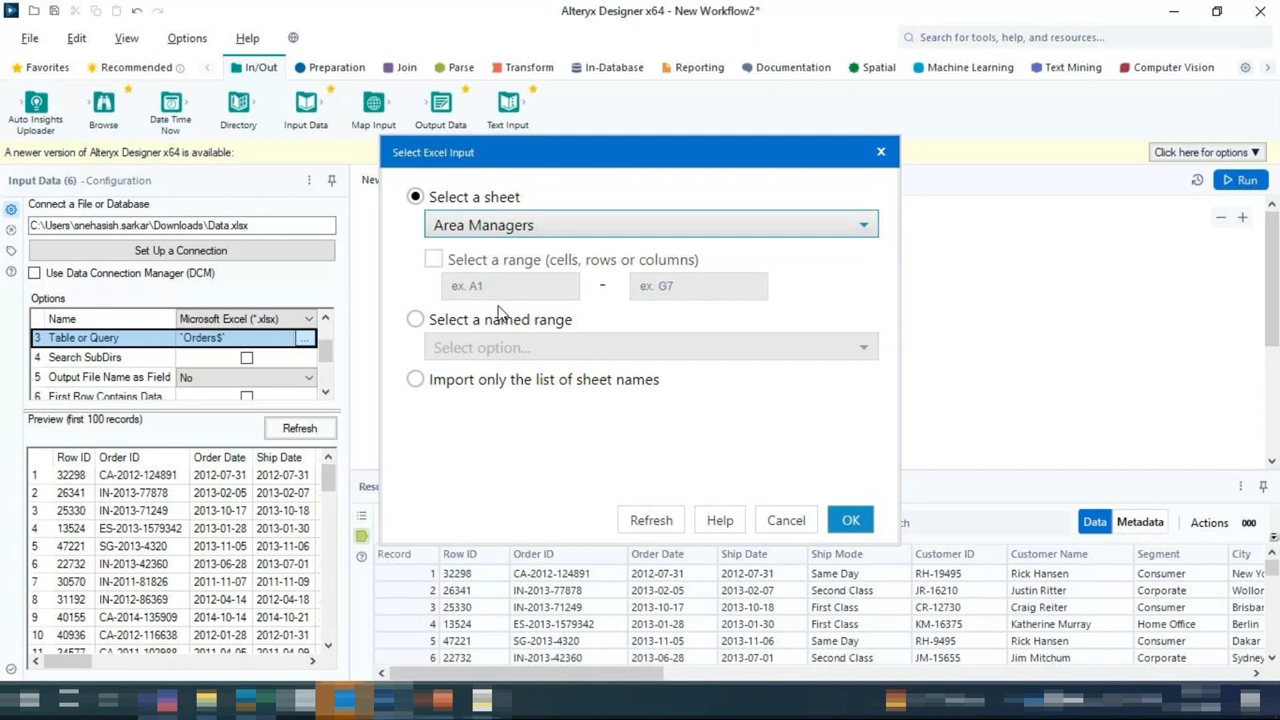 Alteryx Designer x64 - New Workflow2*
File Edit View Options Help
Search for tools, help, and resources...
Favorites Recommended In/Out Preparation Join Parse Transform In-Database Reporting Documentation Spatial Machine Learning Text Mining Computer Vision
Auto Insights Uploader Browse Date Time Now Directory Input Data Map Input Output Data Text Input
A newer version of Alteryx Designer x64 is available:
Click here for options ▼
Input Data (6) - Configuration
New
Run
Connect a File or Database
C:\Users\snehasish.sarkar\Downloads\Data.xlsx
Set Up a Connection
Use Data Connection Manager (DCM)
Options
Name Microsoft Excel (*.xlsx)
3 Table or Query `Orders$` ...
4 Search SubDirs
5 Output File Name as Field No
6 First Row Contains Data
Preview (first 100 records)
Refresh
Row ID Order ID Order Date Ship Date
1 32298 CA-2012-124891 2012-07-31 2012-07-31
2 26341 IN-2013-77878 2013-02-05 2013-02-07
3 25330 IN-2013-71249 2013-10-17 2013-10-18
4 13524 ES-2013-1579342 2013-01-28 2013-01-30
5 47221 SG-2013-4320 2013-11-05 2013-11-06
6 22732 IN-2013-42360 2013-06-28 2013-07-01
7 30570 IN-2011-81826 2011-11-07 2011-11-09
8 31192 IN-2012-86369 2012-04-14 2012-04-18
9 40155 CA-2014-135909 2014-10-14 2014-10-21
10 40936 CA-2012-116638 2012-01-28 2012-01-31
11 34577 CA-2011-102988 2011-04-05 2011-04-09
Select Excel Input
X
Select a sheet
Area Managers
Select a range (cells, rows or columns)
ex. A1 - ex. G7
Select a named range
Select option...
Import only the list of sheet names
Refresh Help Cancel OK
Data Metadata Actions 000
Record Row ID Order ID Order Date Ship Date Ship Mode Customer ID Customer Name Segment City
1 32298 CA-2012-124891 2012-07-31 2012-07-31 Same Day RH-19495 Rick Hansen Consumer New Yo
2 26341 IN-2013-77878 2013-02-05 2013-02-07 Second Class JR-16210 Justin Ritter Corporate Wollon
3 25330 IN-2013-71249 2013-10-17 2013-10-18 First Class CR-12730 Craig Reiter Consumer Brisban
4 13524 ES-2013-1579342 2013-01-28 2013-01-30 First Class KM-16375 Katherine Murray Home Office Berlin
5 47221 SG-2013-4320 2013-11-05 2013-11-06 Same Day RH-9495 Rick Hansen Consumer Dakar
6 22732 IN-2013-42360 2013-06-28 2013-07-01 Second Class JM-15655 Jim Mitchum Corporate Sydney